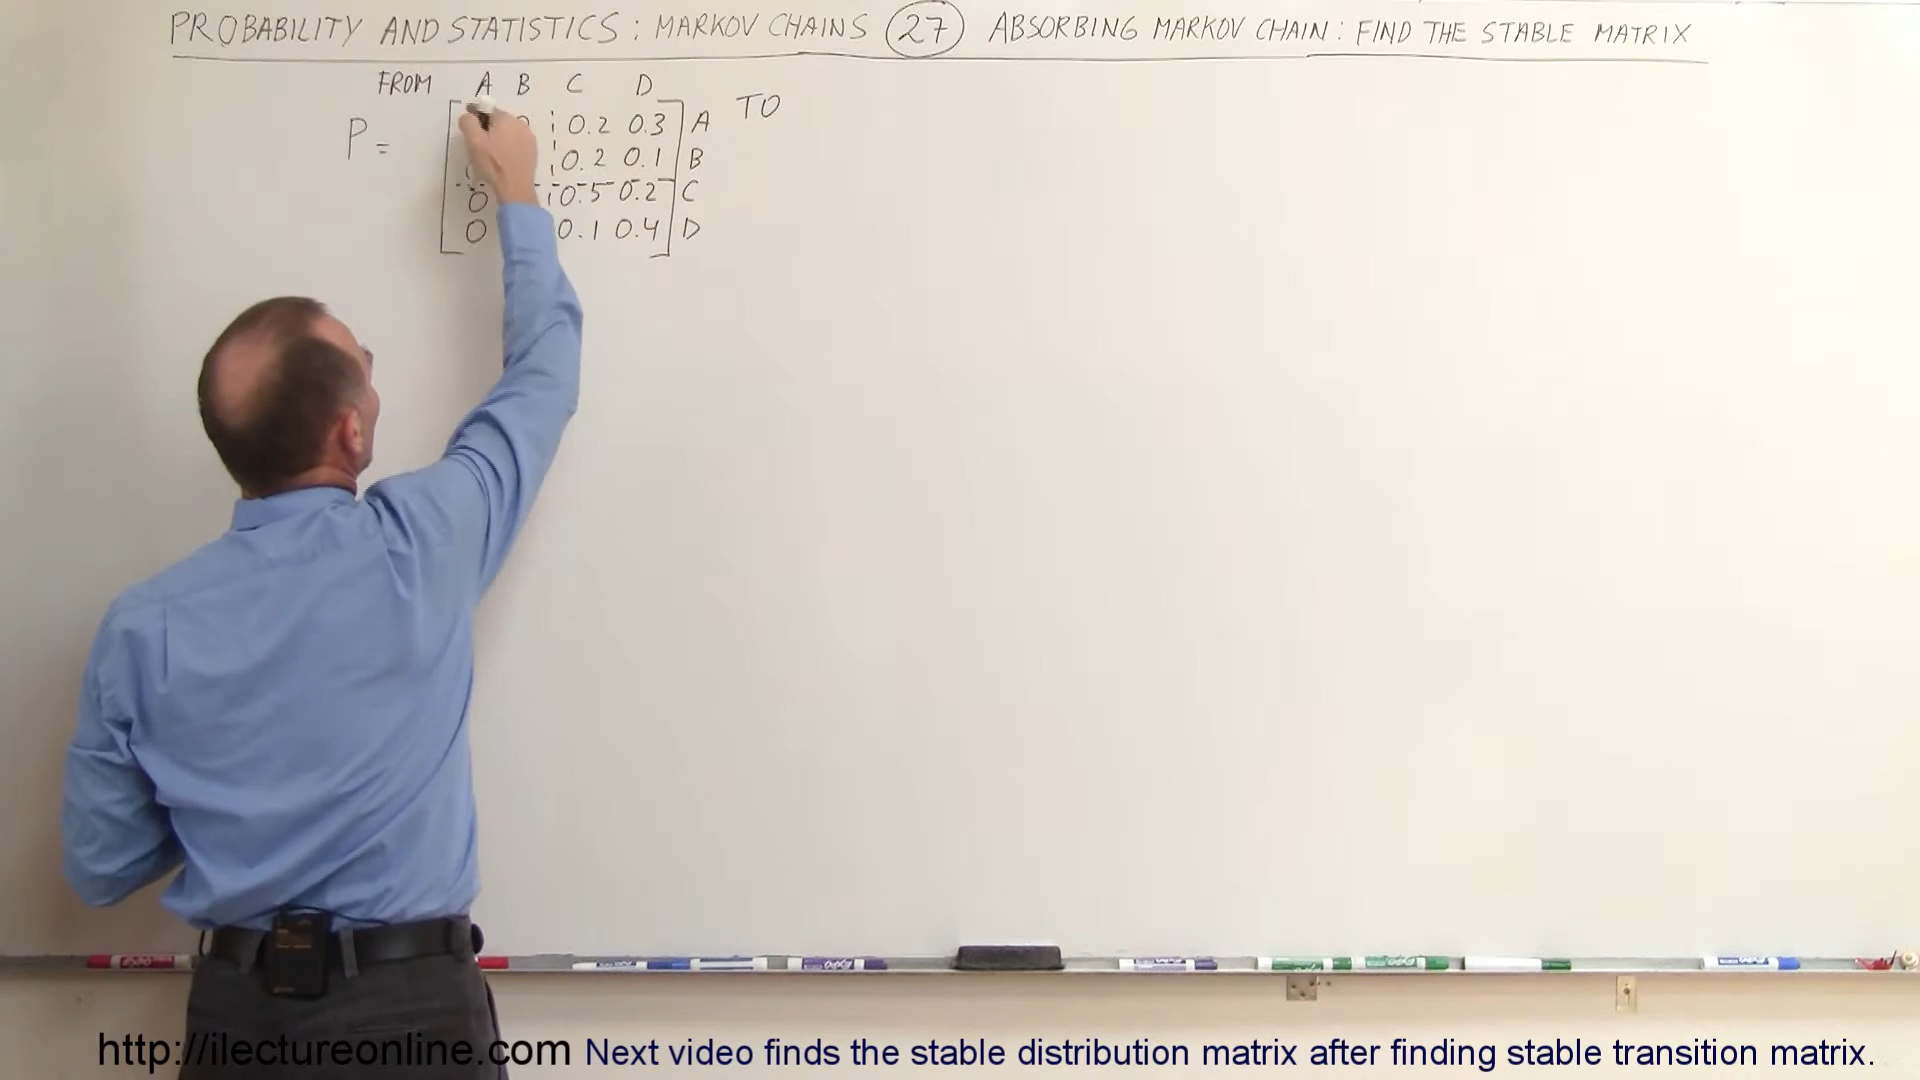 PROBABILITY AND STATISTICS: MARKOV CHAINS 27 ABSORBING MARKOV CHAIN: FIND THE STABLE MATRIX
FROM A B C D
TO
P = 0.2 0.3 A
0.2 0.1 B
0 0.5 0.2 C
0 0.1 0.4 D
http://ilectureonline.com Next video finds the stable distribution matrix after finding stable transition matrix.